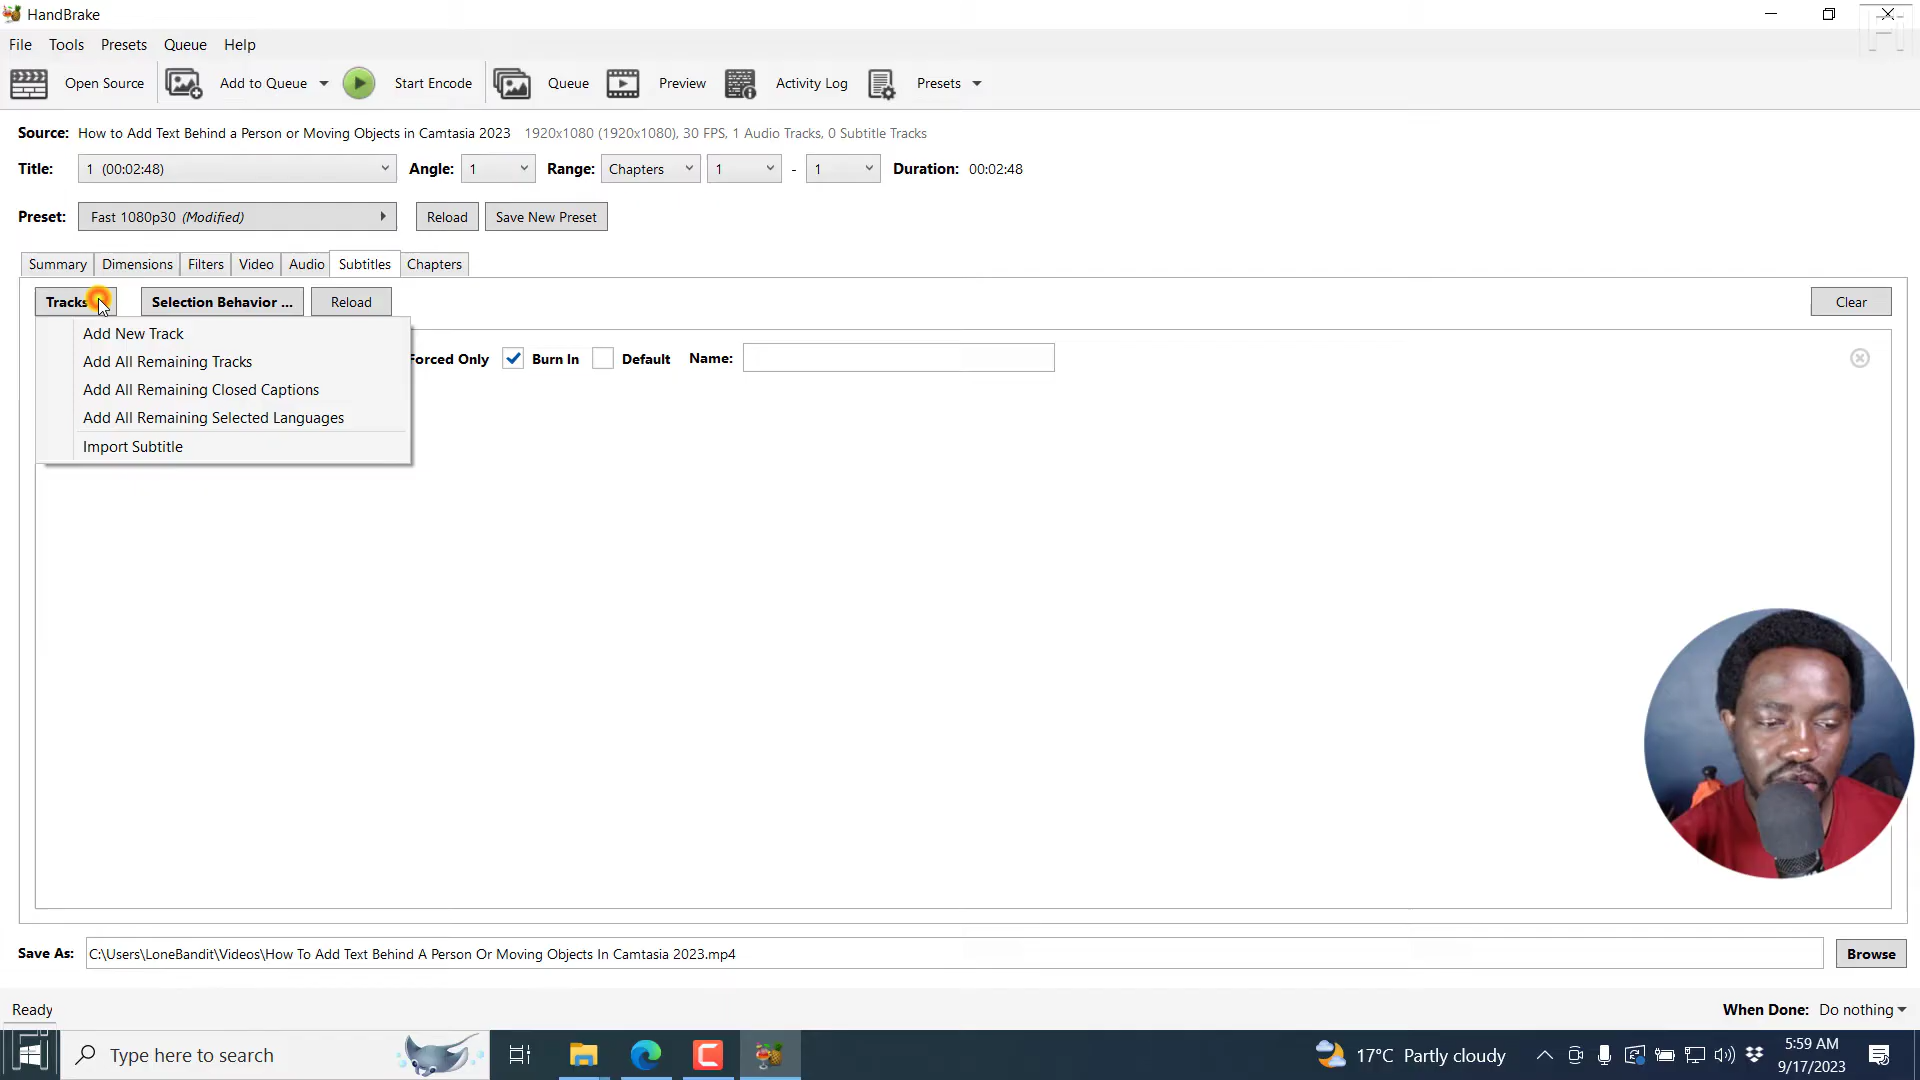 HandBrake
File Tools Presets Queue Help
Open Source Add to Queue Start Encode Queue Preview Activity Log Presets
Source: How to Add Text Behind a Person or Moving Objects in Camtasia 2023 1920x1080 (1920x1080), 30 FPS, 1 Audio Tracks, 0 Subtitle Tracks
Title: 1 (00:02:48) Angle: 1 Range: Chapters 1 - 1 Duration: 00:02:48
Preset: Fast 1080p30 (Modified) Reload Save New Preset
Summary Dimensions Filters Video Audio Subtitles Chapters
Tracks Selection Behavior ... Reload Clear
Add New Track
Forced Only Burn In Default Name:
Add All Remaining Tracks
Add All Remaining Closed Captions
Add All Remaining Selected Languages
Import Subtitle
Save As: C:\Users\LoneBandit\Videos\How To Add Text Behind A Person Or Moving Objects In Camtasia 2023.mp4 Browse
Ready When Done: Do nothing
Type here to search 17°C Partly cloudy 5:59 AM
9/17/2023